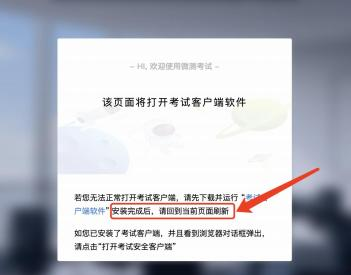 – HI, 欢迎使用微测考试 –
该页面将打开考试客户端软件
若您无法正常打开考试客户端，请先下载并运行“考试客
户端软件”安装完成后，请回到当前页面刷新
如您已安装了考试端，并且看到浏览器对话框弹出，
请点击“打开考试安全客户端”